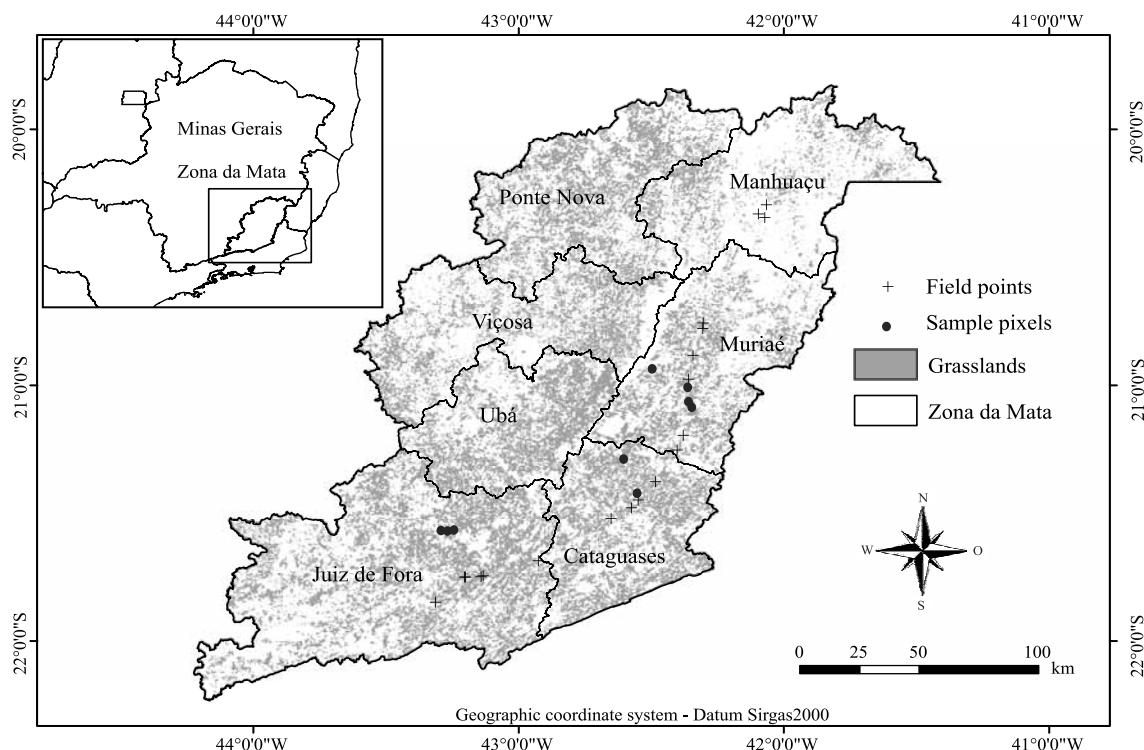 44°0'0"W 43°0'0"W 42°0'0"W 41°0'0"W
20°0'0"S
21°0'0"S
22°0'0"S
Minas Gerais
Zona da Mata
Ponte Nova
Manhuaçu
Viçosa
Muriaé
Ubá
Juiz de Fora
Cataguases
Field points
Sample pixels
Grasslands
Zona da Mata
20°0'0"S
21°0'0"S
22°0'0"S
N
W O
S
0 25 50 100
km
Geographic coordinate system - Datum Sirgas2000
44°0'0"W 43°0'0"W 42°0'0"W 41°0'0"W